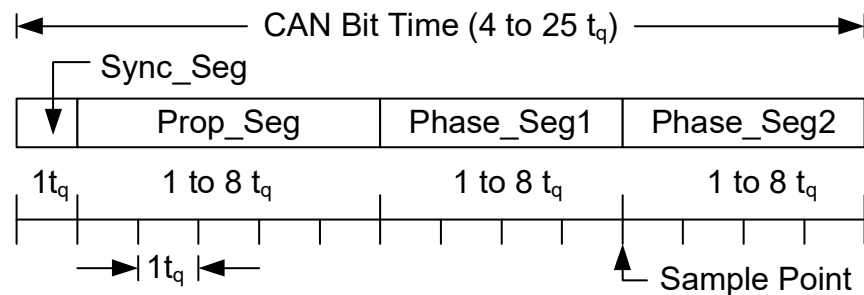 CAN Bit Time (4 to 25 tq)
Sync_Seg
Prop_Seg Phase_Seg1 Phase_Seg2
1tq 1 to 8 tq 1 to 8 tq 1 to 8 tq
1tq
Sample Point